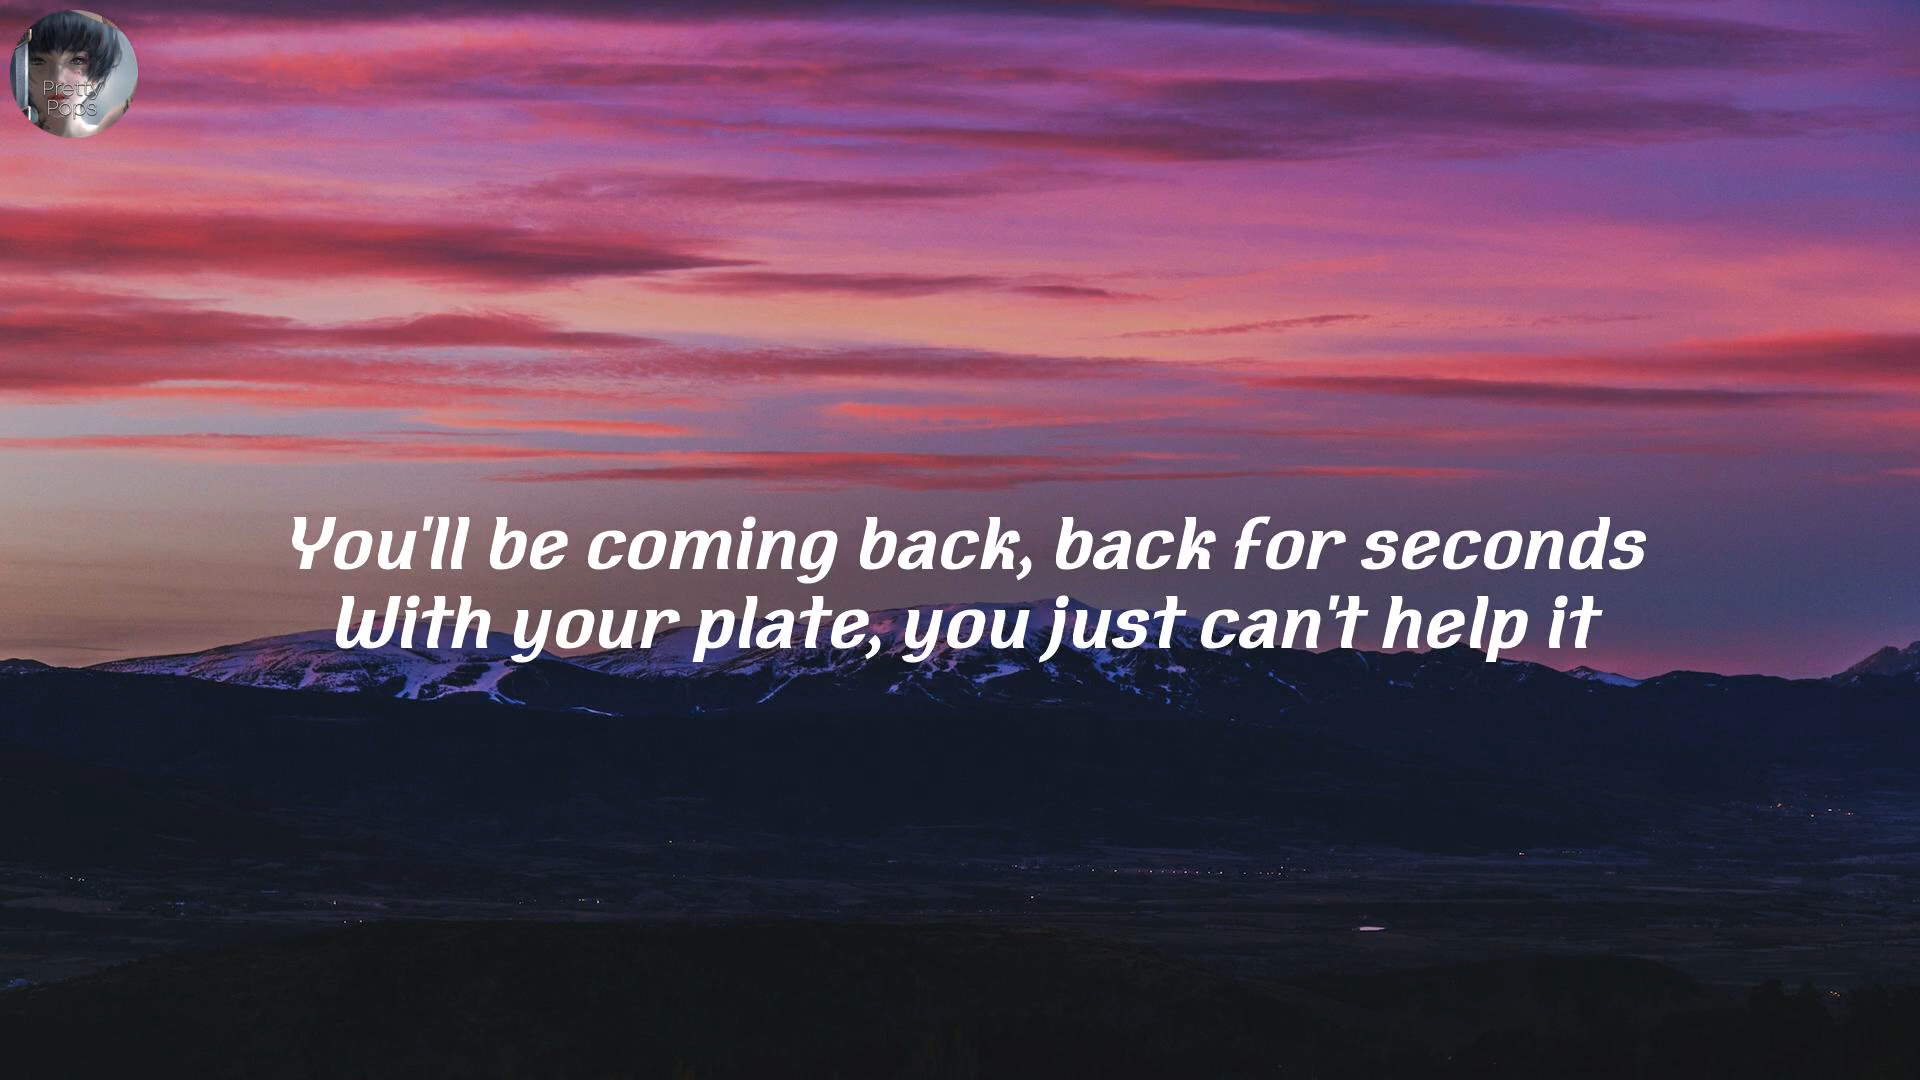 Pretty
Pops
You'll be coming back, back for seconds
With your plate, you just can't help it